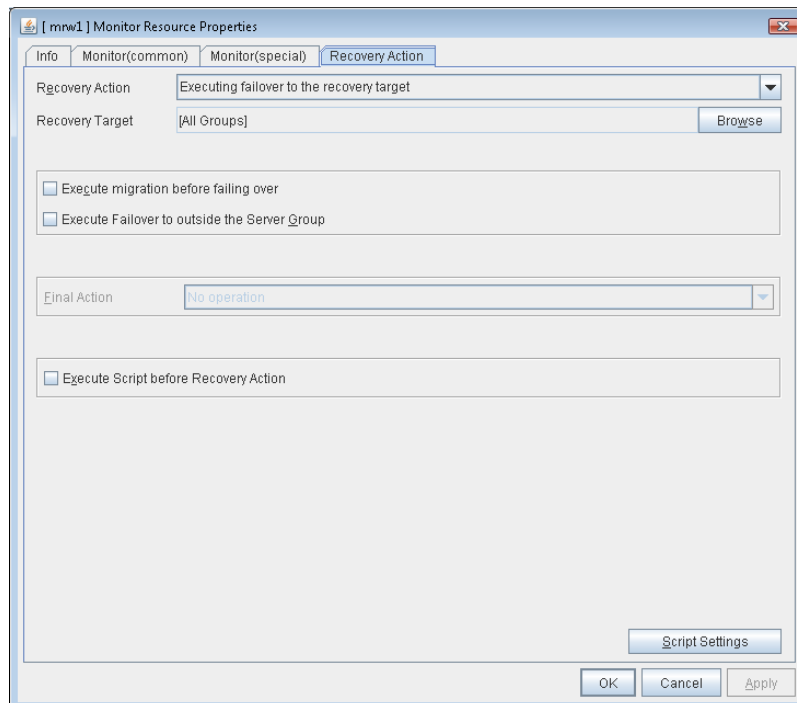 [ mrw1 ] Monitor Resource Properties
Info Monitor(common) Monitor(special) Recovery Action
Recovery Action Executing failover to the recovery target
Recovery Target [All Groups] Browse
Execute migration before failing over
Execute Failover to outside the Server Group
Final Action No operation
Execute Script before Recovery Action
Script Settings
OK Cancel Apply